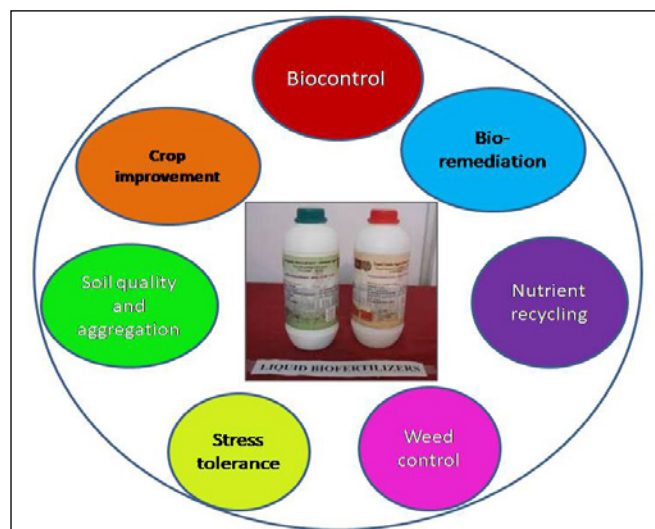 Biocontrol
Bio-
remediation
Crop
improvement
Soil quality
and
aggregation
Nutrient
recycling
LIQUID BIOFERTILIZERS
Stress
tolerance
Weed
control